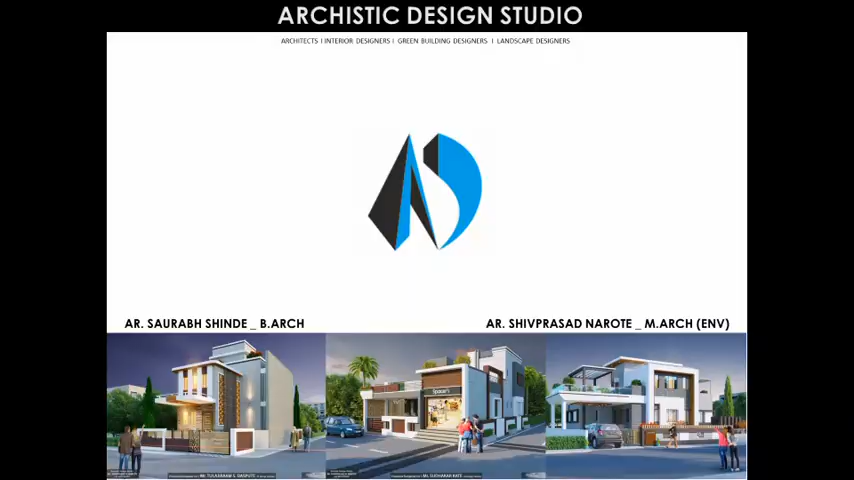 ARCHISTIC DESIGN STUDIO
ARCHITECTS I INTERIOR DESIGNERS I GREEN BUILDING DESIGNERS I LANDSCAPE DESIGNERS
AR. SAURABH SHINDE _ B.ARCH
AR. SHIVPRASAD NAROTE _ M.ARCH (ENV)